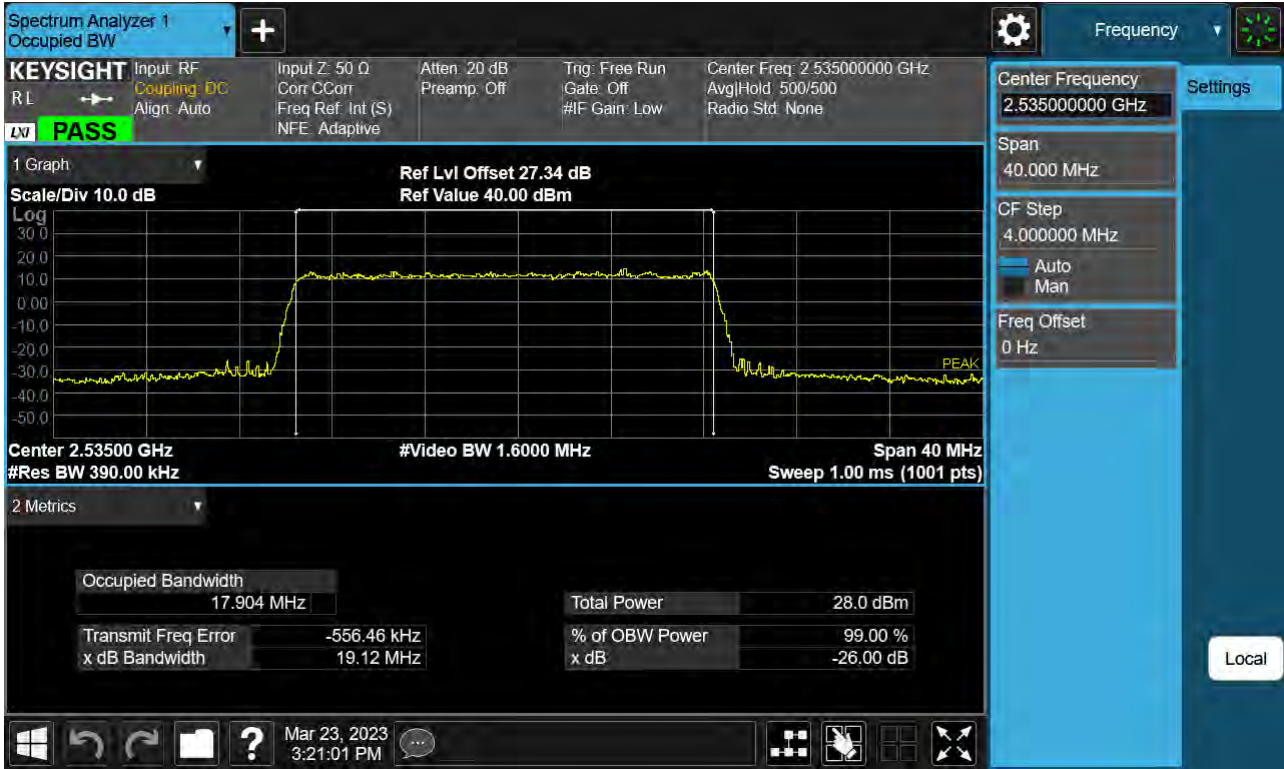 Spectrum Analyzer 1
Occupied BW
Frequency
KEYSIGHT
Input: RF
Coupling: DC
Align: Auto
Input Z: 50 Ω
Corr CCorr
Freq Ref: Int (S)
NFE: Adaptive
Atten: 20 dB
Preamp: Off
Trig: Free Run
Gate: Off
#IF Gain: Low
Center Freq: 2.535000000 GHz
Avg|Hold: 500/500
Radio Std: None
R L
LXI PASS
1 Graph
Scale/Div 10.0 dB
Ref Lvl Offset 27.34 dB
Ref Value 40.00 dBm
Log
30.0
20.0
10.0
0.00
-10.0
-20.0
-30.0
-40.0
-50.0
PEAK
Center 2.53500 GHz
#Video BW 1.6000 MHz
Span 40 MHz
#Res BW 390.00 kHz
Sweep 1.00 ms (1001 pts)
2 Metrics
Occupied Bandwidth
17.904 MHz
Total Power 28.0 dBm
Transmit Freq Error -556.46 kHz
% of OBW Power 99.00 %
x dB Bandwidth 19.12 MHz
x dB -26.00 dB
Center Frequency
2.535000000 GHz
Settings
Span
40.000 MHz
CF Step
4.000000 MHz
Auto
Man
Freq Offset
0 Hz
Local
?
Mar 23, 2023
3:21:01 PM